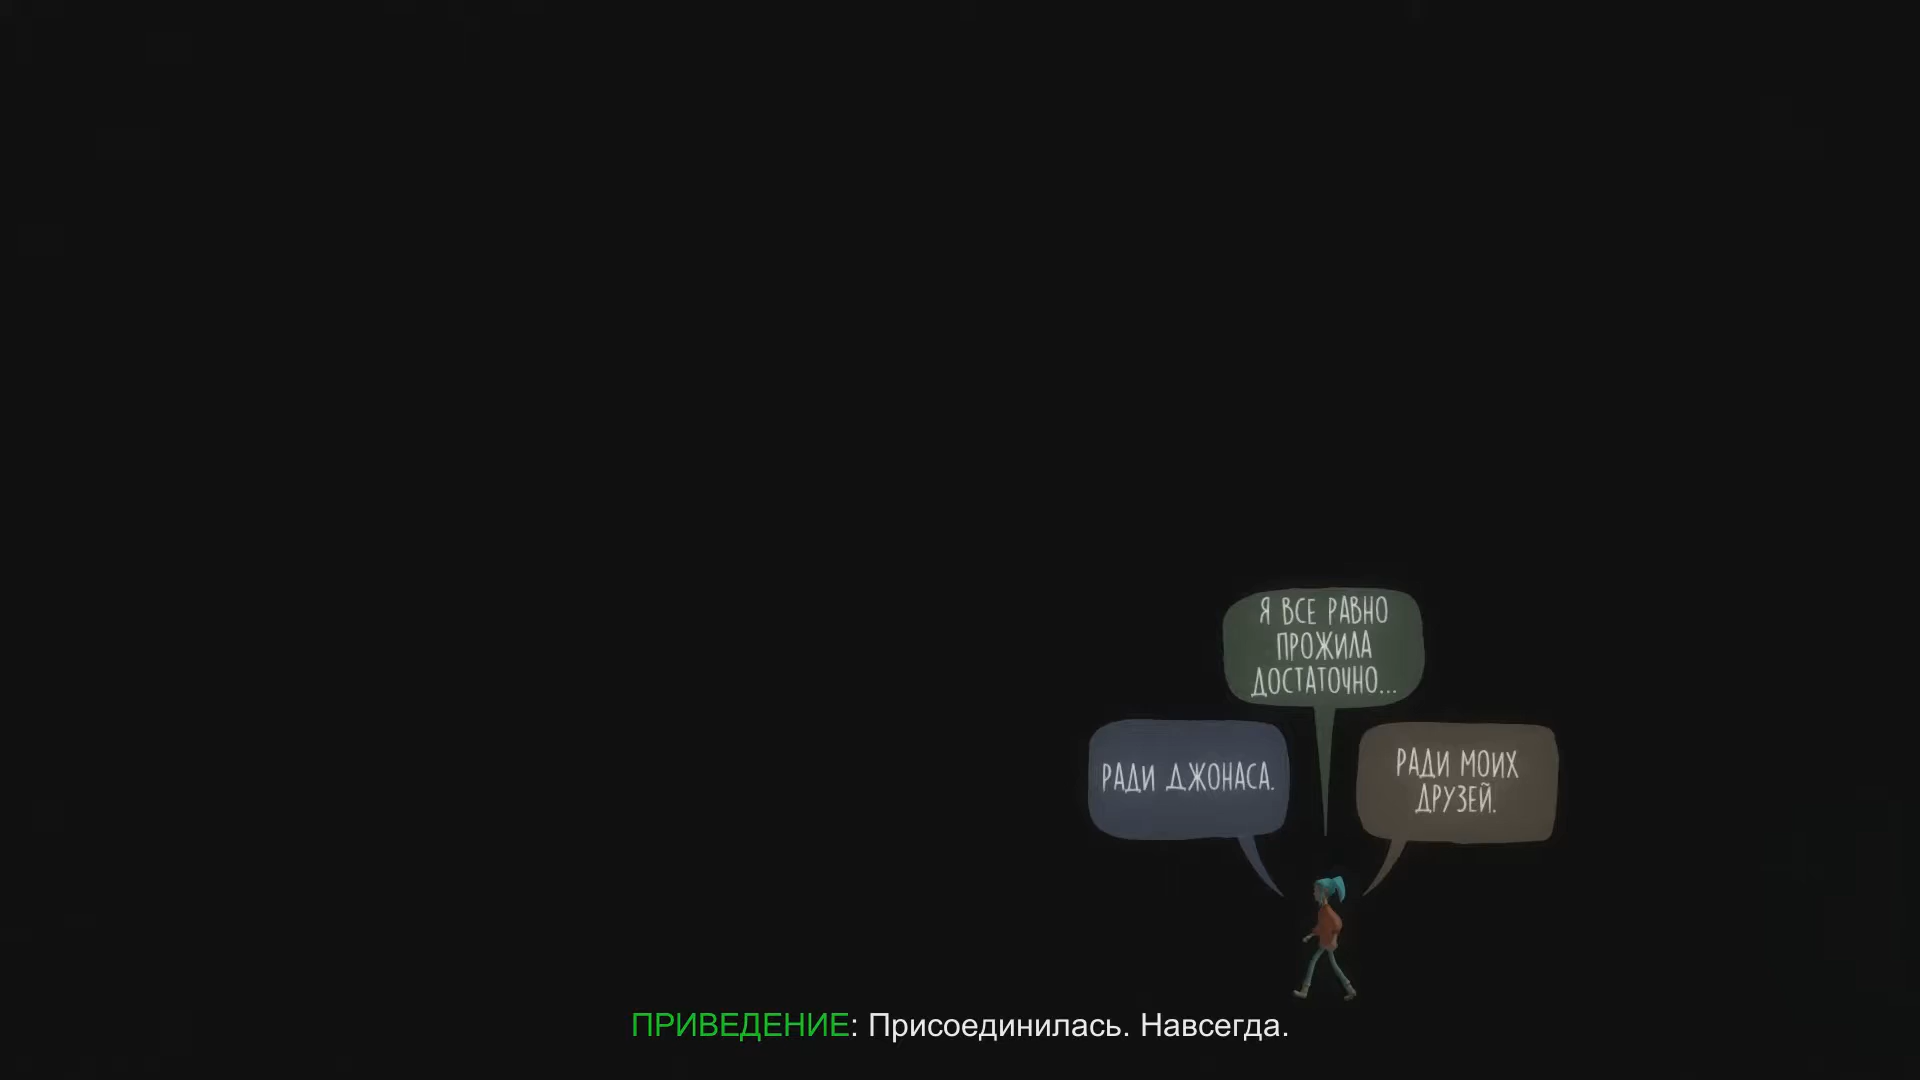 Я ВСЕ РАВНО
ПРОЖИЛА
ДОСТАТОЧНО...
РАДИ ДЖОНАСА.
РАДИ МОИХ
ДРУЗЕЙ.
ПРИВЕДЕНИЕ: Присоединилась. Навсегда.